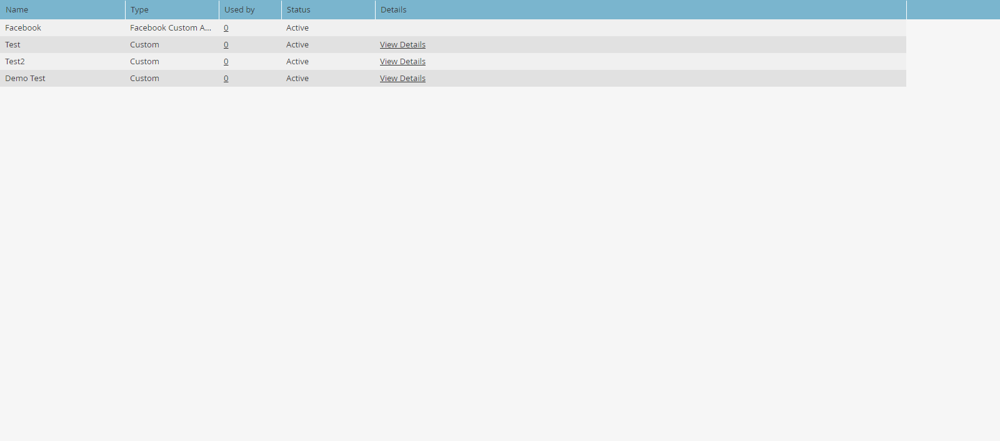 Name Type Used by Status Details
Facebook Facebook Custom A... 0 Active
Test Custom 0 Active View Details
Test2 Custom 0 Active View Details
Demo Test Custom 0 Active View Details